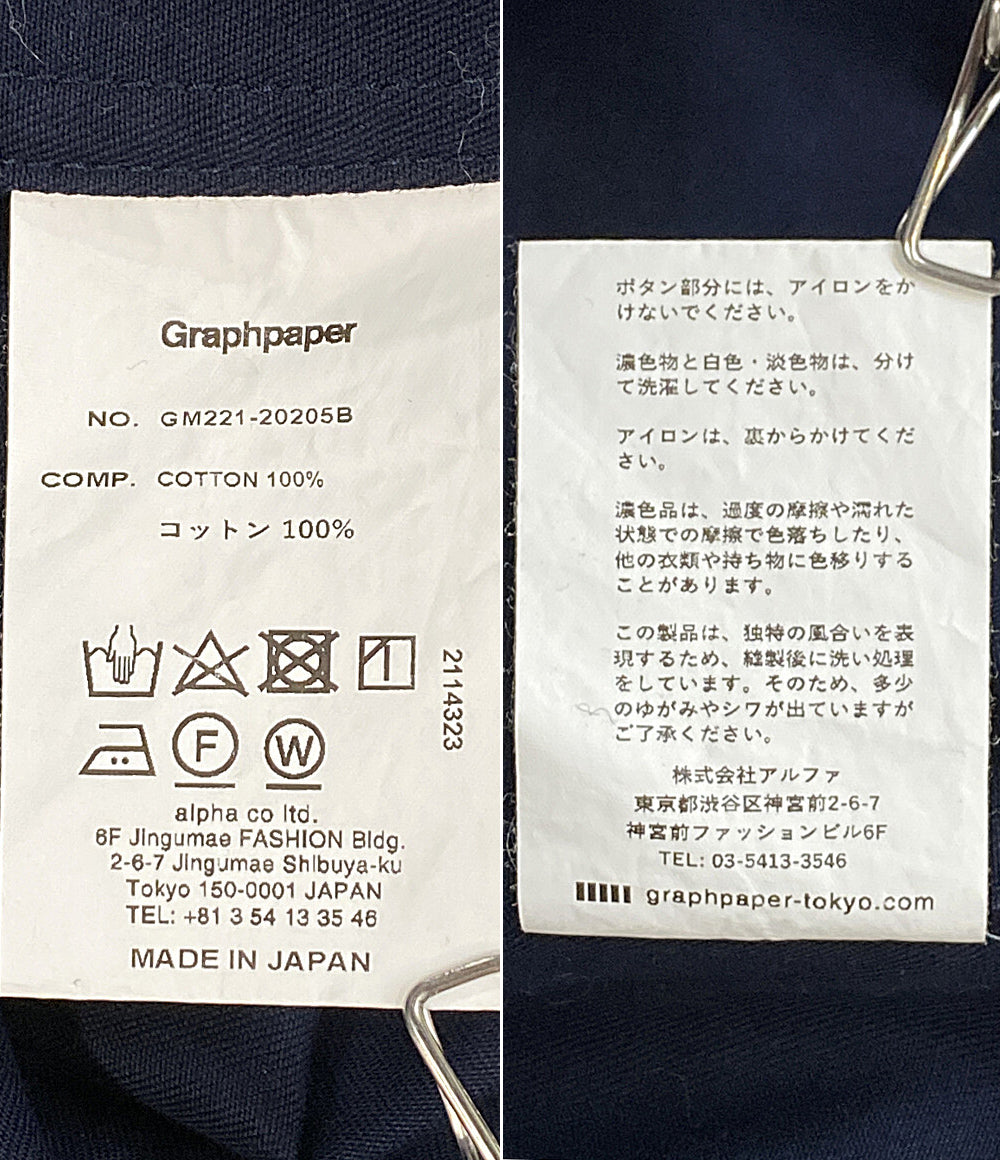 Graphpaper
NO. GM221-20205B
COMP. COTTON 100%
コットン 100%
2114323
F
W
alpha co ltd.
6F Jingumae FASHION Bldg.
2-6-7 Jingumae Shibuya-ku
Tokyo 150-0001 JAPAN
TEL: +81 3 54 13 35 46
MADE IN JAPAN
ボタン部分には、アイロンをか
けないでください。
濃色物と白色・淡色物は、分け
て洗濯してください。
アイロンは、裏からかけてくだ
さい。
濃色品は、過度の摩擦や濡れた
状態での摩擦で色落ちしたり、
他の衣類や持ち物に色移りする
ことがあります。
この製品は、独特の風合いを表
現するため、縫製後に洗い処理
をしています。そのため、多少
のゆがみやシワが出ていますが
ご了承ください。
株式会社アルファ
東京都渋谷区神宮前2-6-7
神宮前ファッションビル6F
TEL: 03-5413-3546
graphpaper-tokyo.com